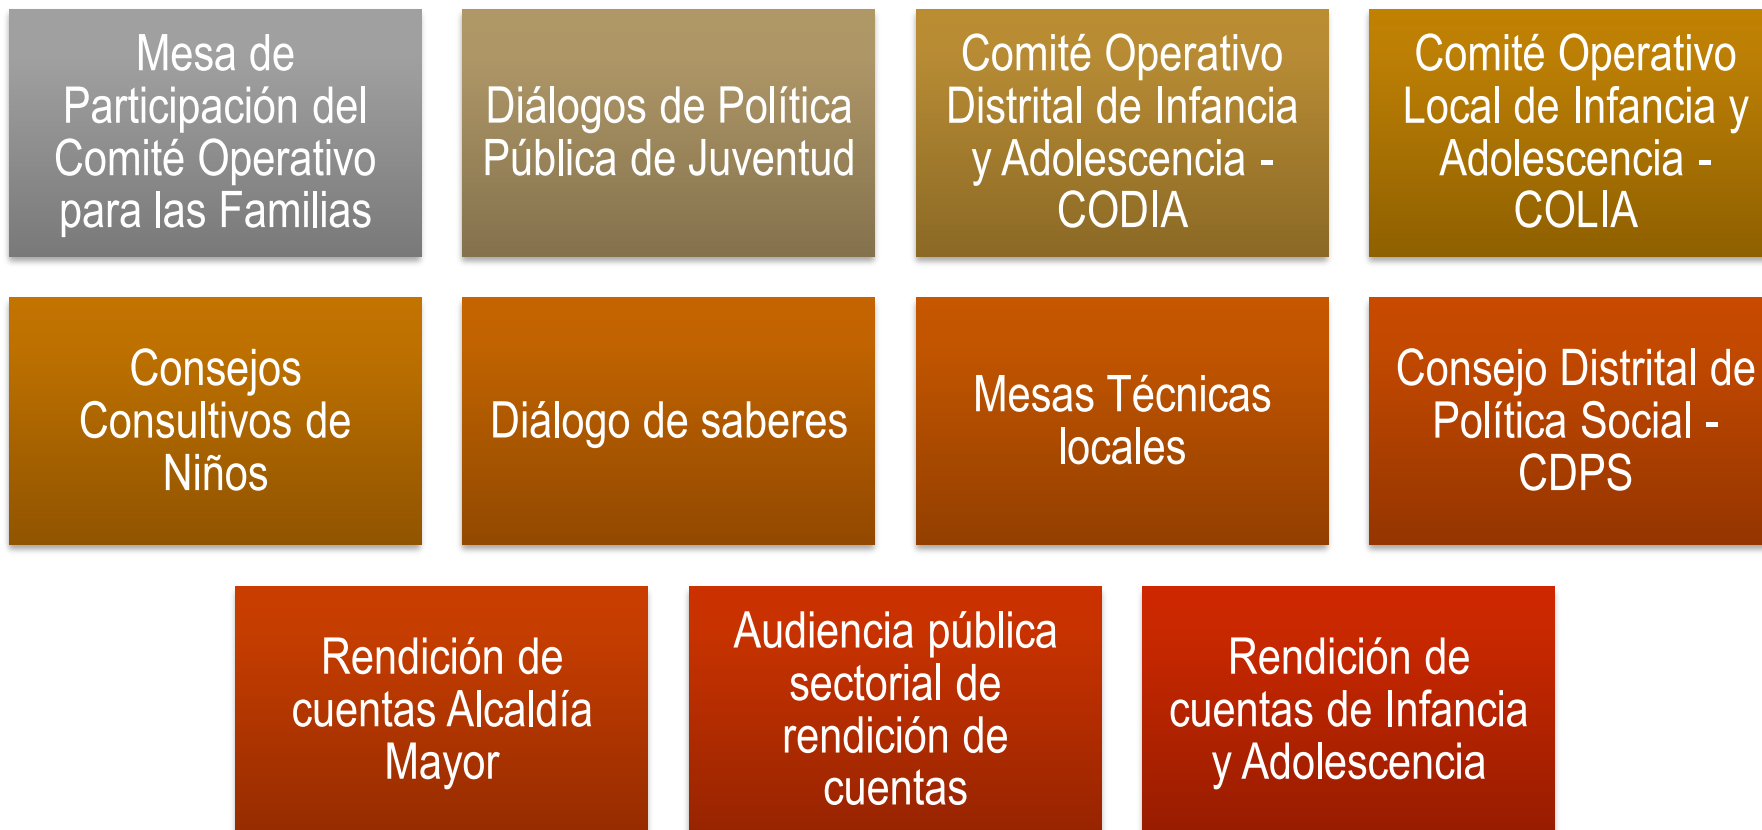 Mesa de
Participación del
Comité Operativo
para las Familias
Diálogos de Política
Pública de Juventud
Comité Operativo
Distrital de Infancia
y Adolescencia -
CODIA
Comité Operativo
Local de Infancia y
Adolescencia -
COLIA
Consejos
Consultivos de
Niños
Diálogo de saberes
Mesas Técnicas
locales
Consejo Distrital de
Política Social -
CDPS
Rendición de
cuentas Alcaldía
Mayor
Audiencia pública
sectorial de
rendición de
cuentas
Rendición de
cuentas de Infancia
y Adolescencia